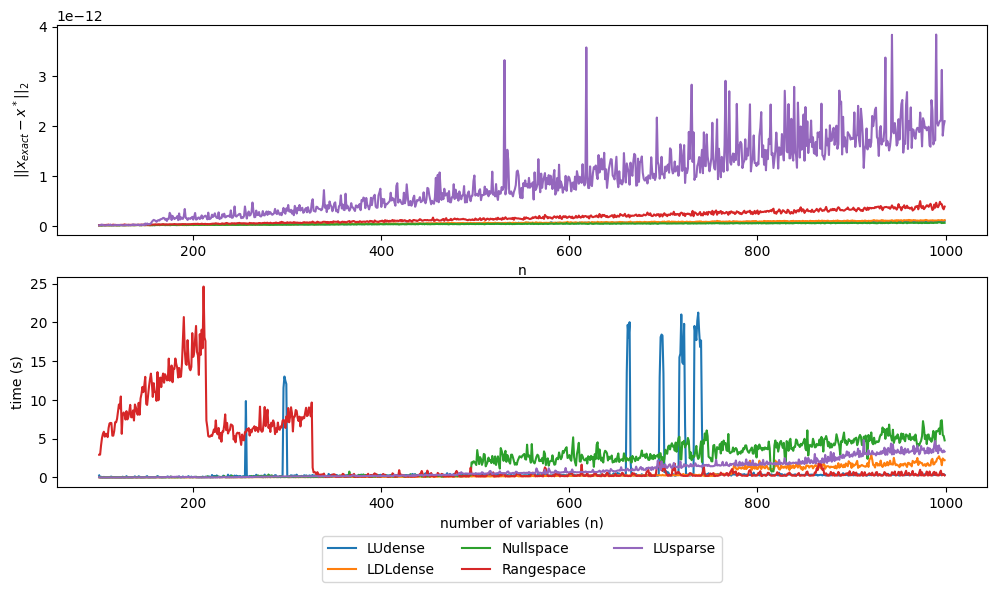 1e−12
4
3
2
1
0
||x_exact − x*||₂
200 400 600 800 1000
n
25
20
15
10
5
0
time (s)
200 400 600 800 1000
number of variables (n)
LUdense Nullspace LUsparse
LDLdense Rangespace